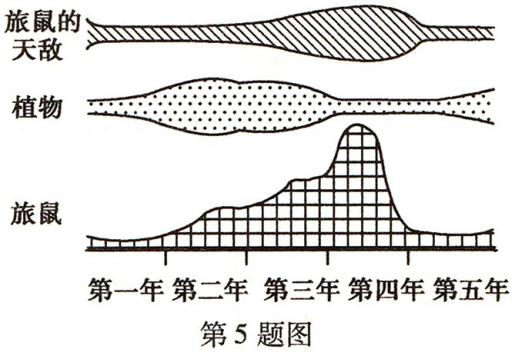 旅鼠的
天敌
植物
旅鼠
第一年 第二年 第三年 第四年 第五年
第5题图